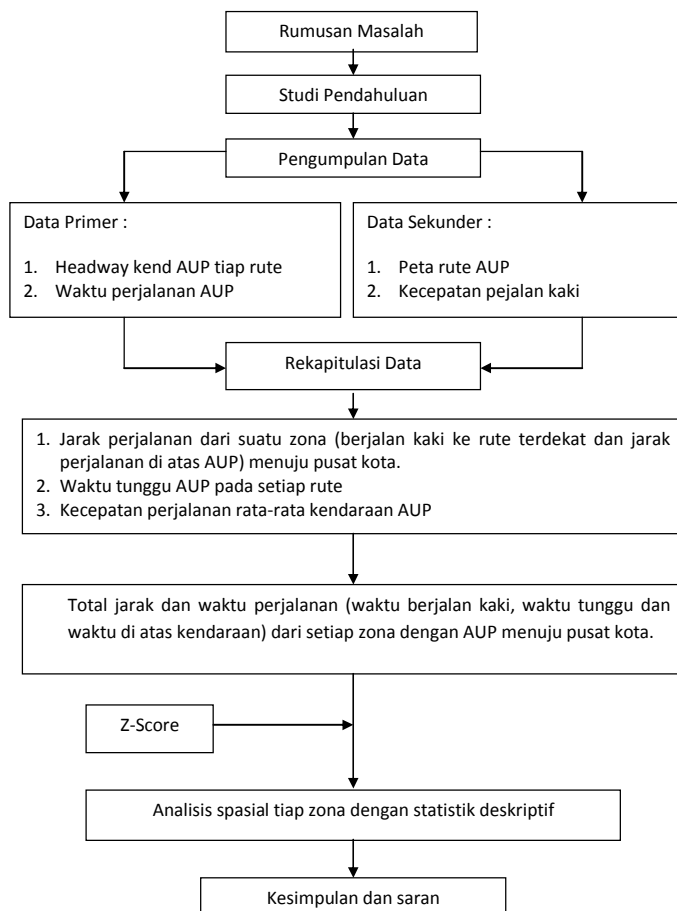 Rumusan Masalah
Studi Pendahuluan
Pengumpulan Data
Data Primer :
1. Headway kend AUP tiap rute
2. Waktu perjalanan AUP
Data Sekunder :
1. Peta rute AUP
2. Kecepatan pejalan kaki
Rekapitulasi Data
1. Jarak perjalanan dari suatu zona (berjalan kaki ke rute terdekat dan jarak
perjalanan di atas AUP) menuju pusat kota.
2. Waktu tunggu AUP pada setiap rute
3. Kecepatan perjalanan rata-rata kendaraan AUP
Total jarak dan waktu perjalanan (waktu berjalan kaki, waktu tunggu dan
waktu di atas kendaraan) dari setiap zona dengan AUP menuju pusat kota.
Z-Score
Analisis spasial tiap zona dengan statistik deskriptif
Kesimpulan dan saran